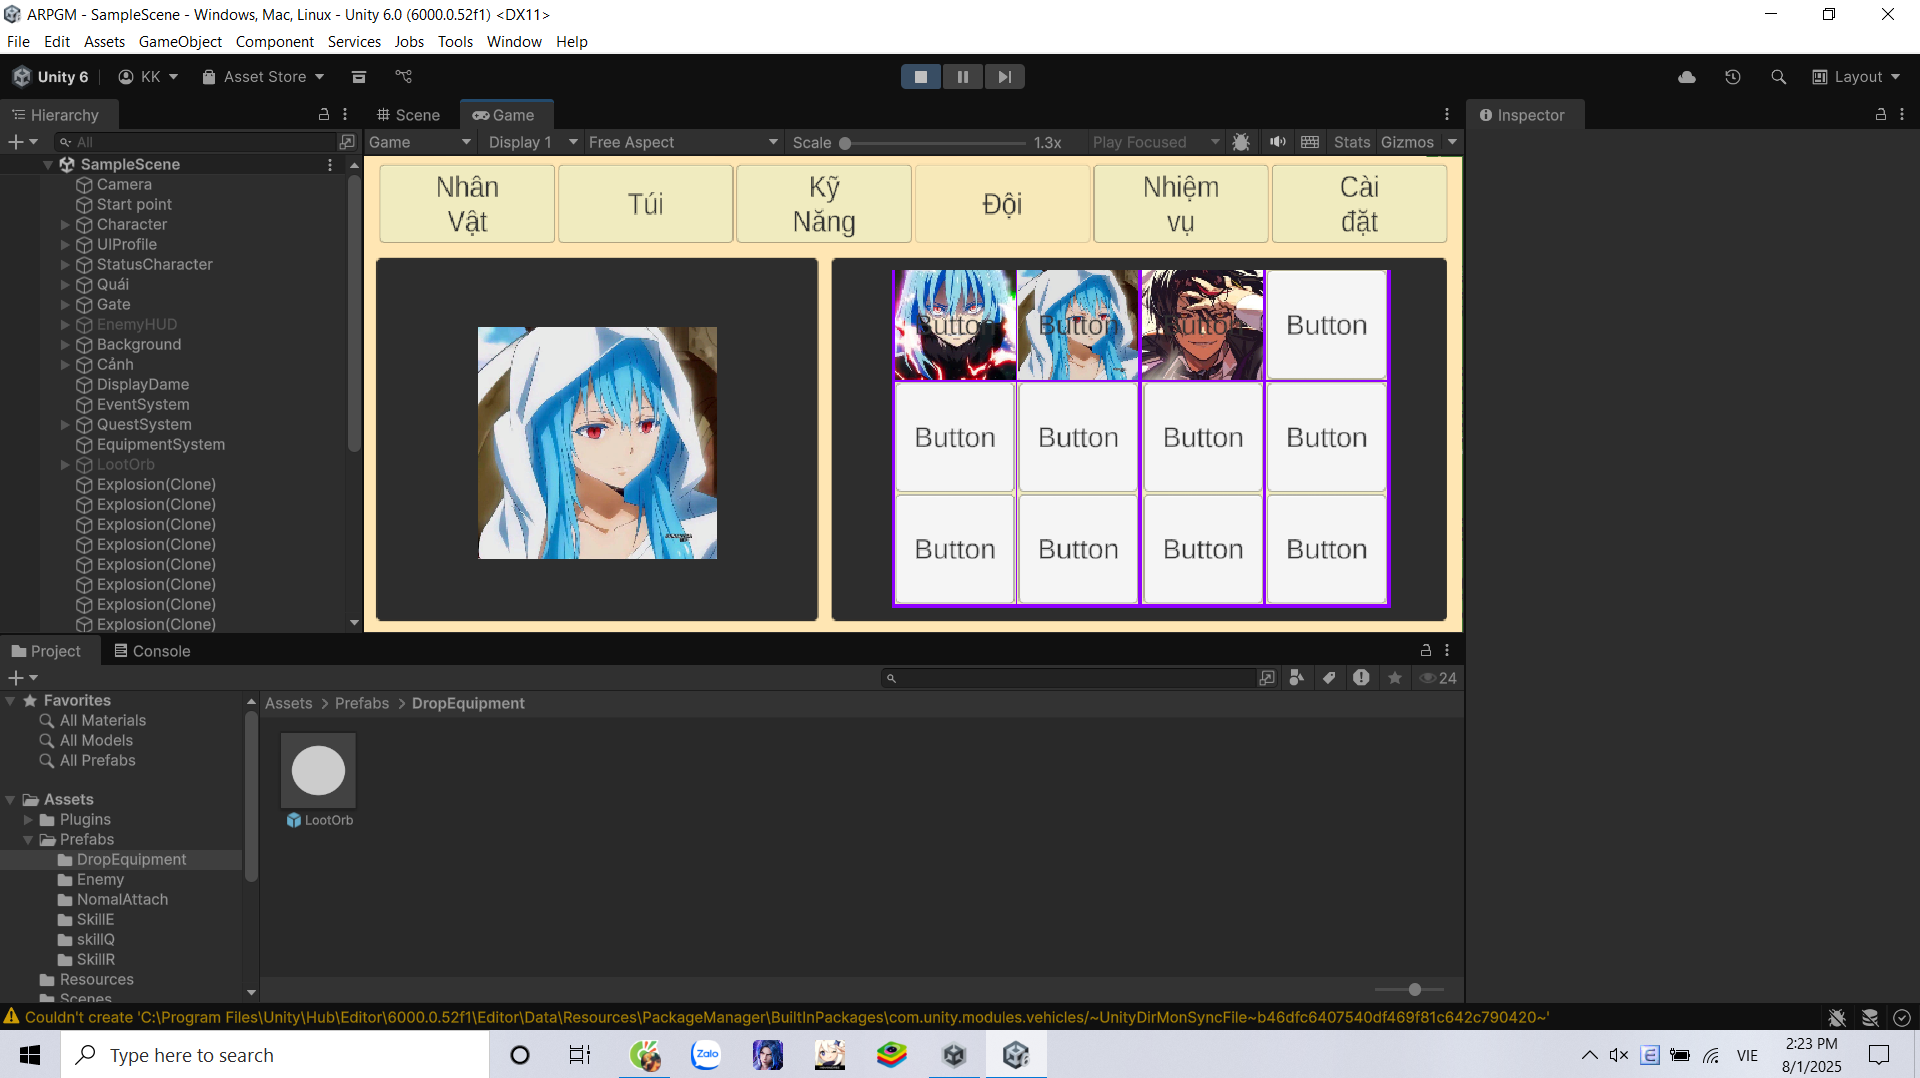 ARPGM - SampleScene - Windows, Mac, Linux - Unity 6.0 (6000.0.52f1) <DX11>
File Edit Assets GameObject Component Services Jobs Tools Window Help
Unity 6 KK Asset Store Layout
Hierarchy Scene Game Inspector
All Game Display 1 Free Aspect Scale 1.3x Play Focused Stats Gizmos
SampleScene
Camera
Start point
Character
UIProfile
StatusCharacter
Quái
Gate
EnemyHUD
Background
Cảnh
DisplayDame
EventSystem
QuestSystem
EquipmentSystem
LootOrb
Explosion(Clone)
Explosion(Clone)
Explosion(Clone)
Explosion(Clone)
Explosion(Clone)
Explosion(Clone)
Explosion(Clone)
Explosion(Clone)
Nhân
Vật
Túi
Kỹ
Năng
Đội
Nhiệm
vụ
Cài
đặt
Button Button Button Button
Button Button Button Button
Button Button Button Button
Project Console
24
Favorites
All Materials
All Models
All Prefabs
Assets
Plugins
Prefabs
DropEquipment
Enemy
NomalAttach
SkillE
skillQ
SkillR
Resources
Scenes
Assets > Prefabs > DropEquipment
LootOrb
Couldn't create 'C:\Program Files\Unity\Hub\Editor\6000.0.52f1\Editor\Data\Resources\PackageManager\BuiltInPackages\com.unity.modules.vehicles/~UnityDirMonSyncFile~b46dfc6407540df469f81c642c790420~'
Type here to search
Zalo
VIE
2:23 PM
8/1/2025